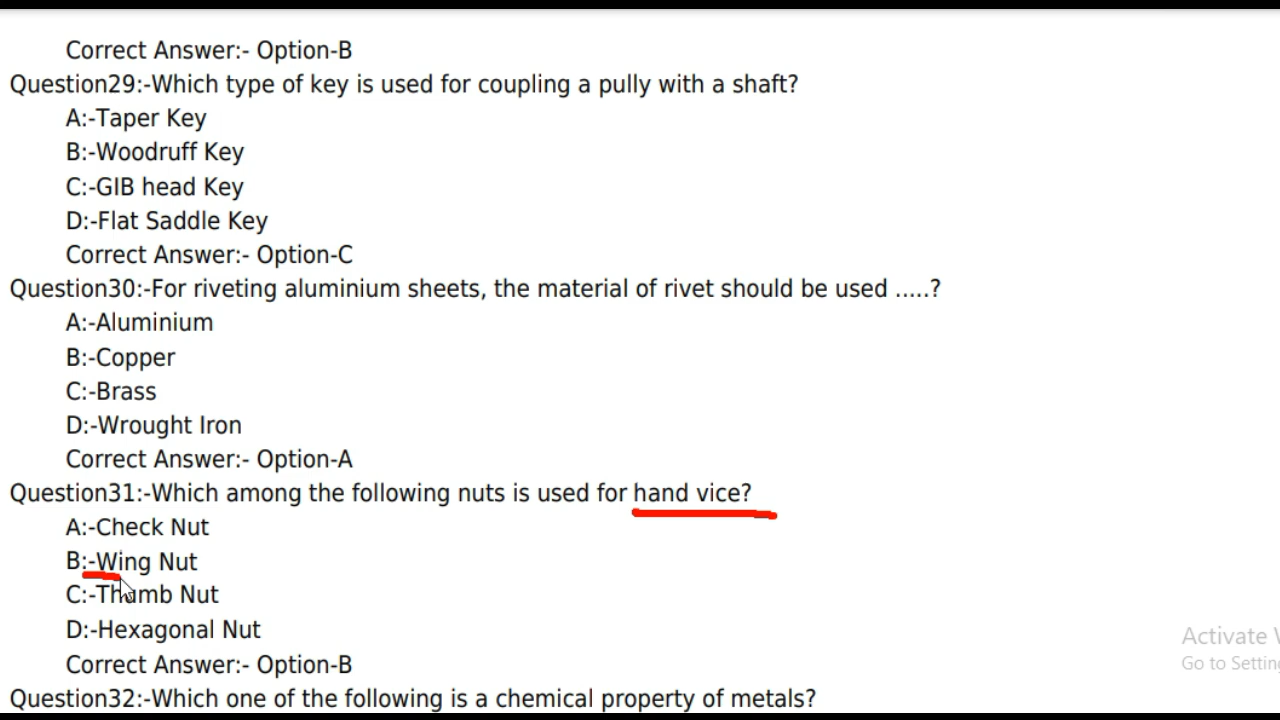 Correct Answer:- Option-B
Question29:-Which type of key is used for coupling a pully with a shaft?
A:-Taper Key
B:-Woodruff Key
C:-GIB head Key
D:-Flat Saddle Key
Correct Answer:- Option-C
Question30:-For riveting aluminium sheets, the material of rivet should be used .....?
A:-Aluminium
B:-Copper
C:-Brass
D:-Wrought Iron
Correct Answer:- Option-A
Question31:-Which among the following nuts is used for hand vice?
A:-Check Nut
B:-Wing Nut
C:-Thumb Nut
D:-Hexagonal Nut
Correct Answer:- Option-B
Question32:-Which one of the following is a chemical property of metals?
Activate
Go to Setting